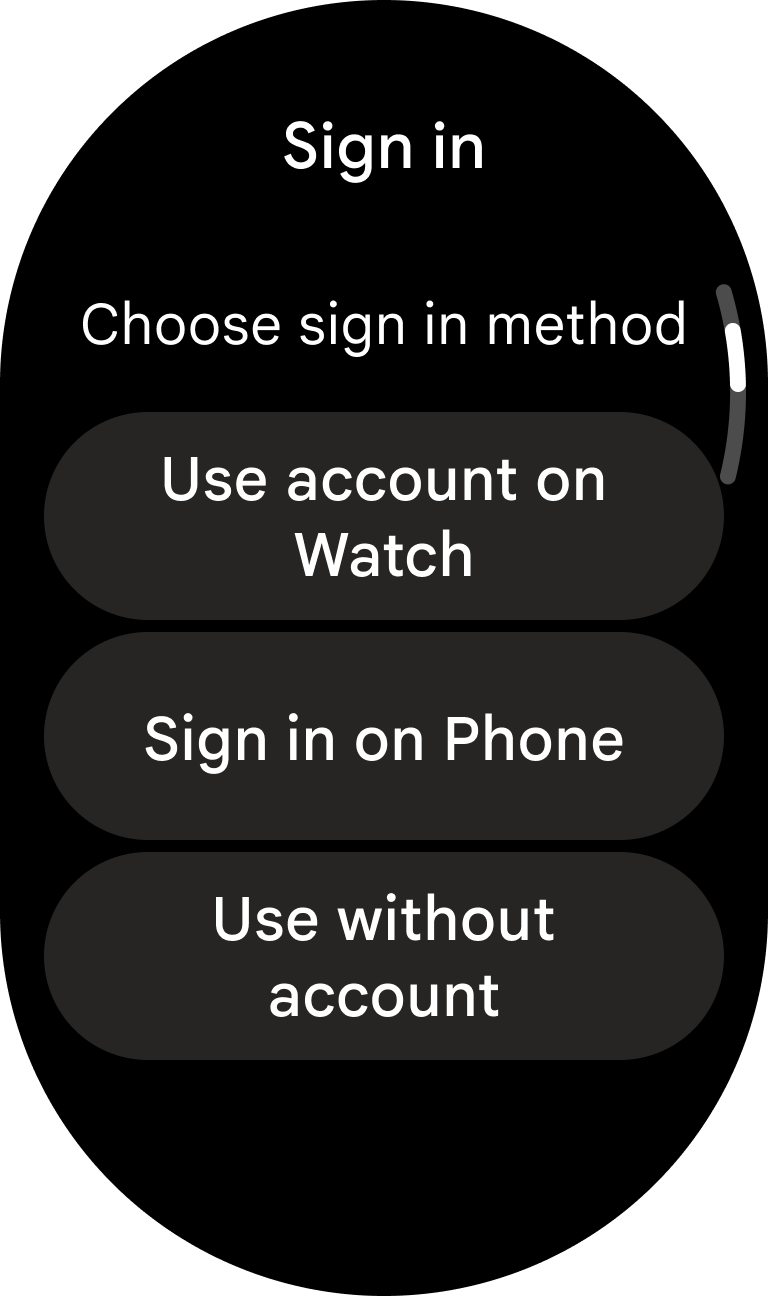 Sign in
Choose sign in method
Use account on
Watch
Sign in on Phone
Use without
account